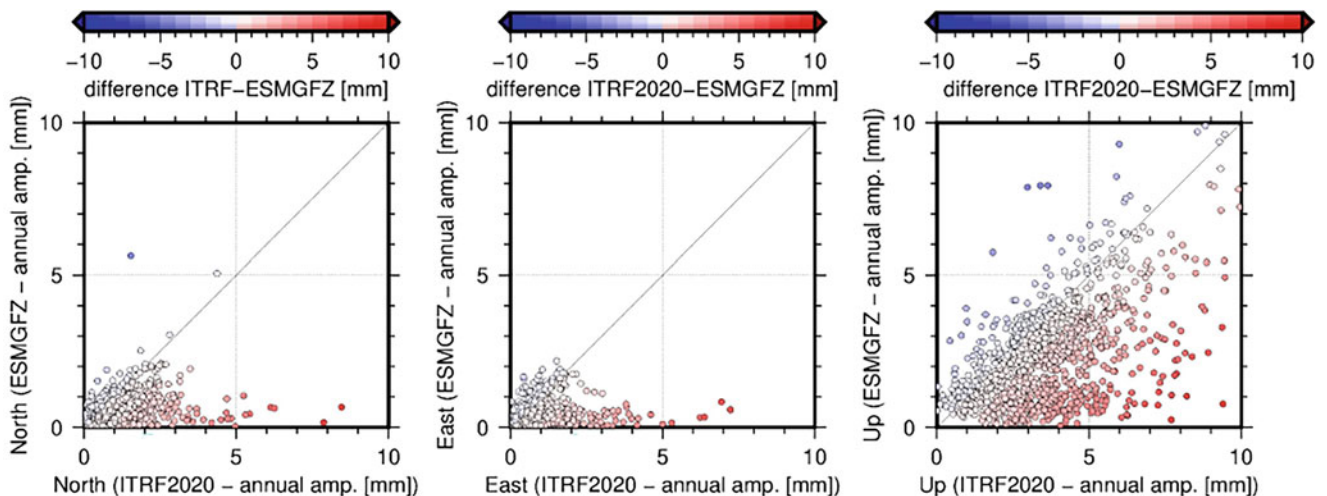 −10 −5 0 5 10
difference ITRF−ESMGFZ [mm]
10
5
0
North (ESMGFZ − annual amp. [mm])
0 5 10
North (ITRF2020 − annual amp. [mm])
−10 −5 0 5 10
difference ITRF2020−ESMGFZ [mm]
10
5
0
East (ESMGFZ − annual amp. [mm])
0 5 10
East (ITRF2020 − annual amp. [mm])
−10 −5 0 5 10
difference ITRF2020−ESMGFZ [mm]
10
5
0
Up (ESMGFZ − annual amp. [mm])
0 5 10
Up (ITRF2020 − annual amp. [mm])